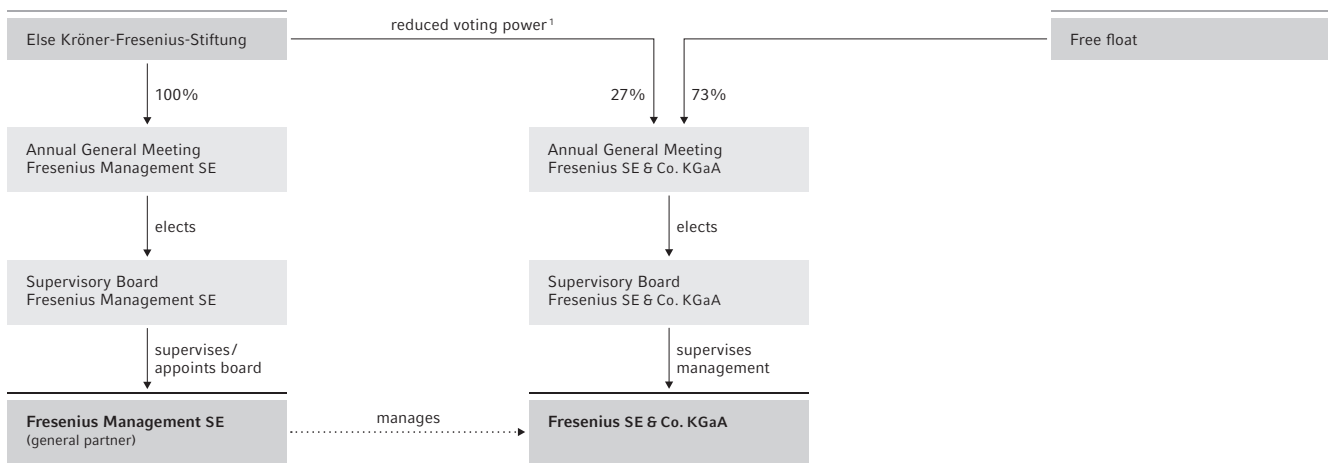 reduced voting power¹
Else Kröner-Fresenius-Stiftung
Free float
100%
27%
73%
Annual General Meeting
Fresenius Management SE
Annual General Meeting
Fresenius SE & Co. KGaA
elects
elects
Supervisory Board
Fresenius Management SE
Supervisory Board
Fresenius SE & Co. KGaA
supervises/
appoints board
supervises
management
Fresenius Management SE
(general partner)
manages
Fresenius SE & Co. KGaA